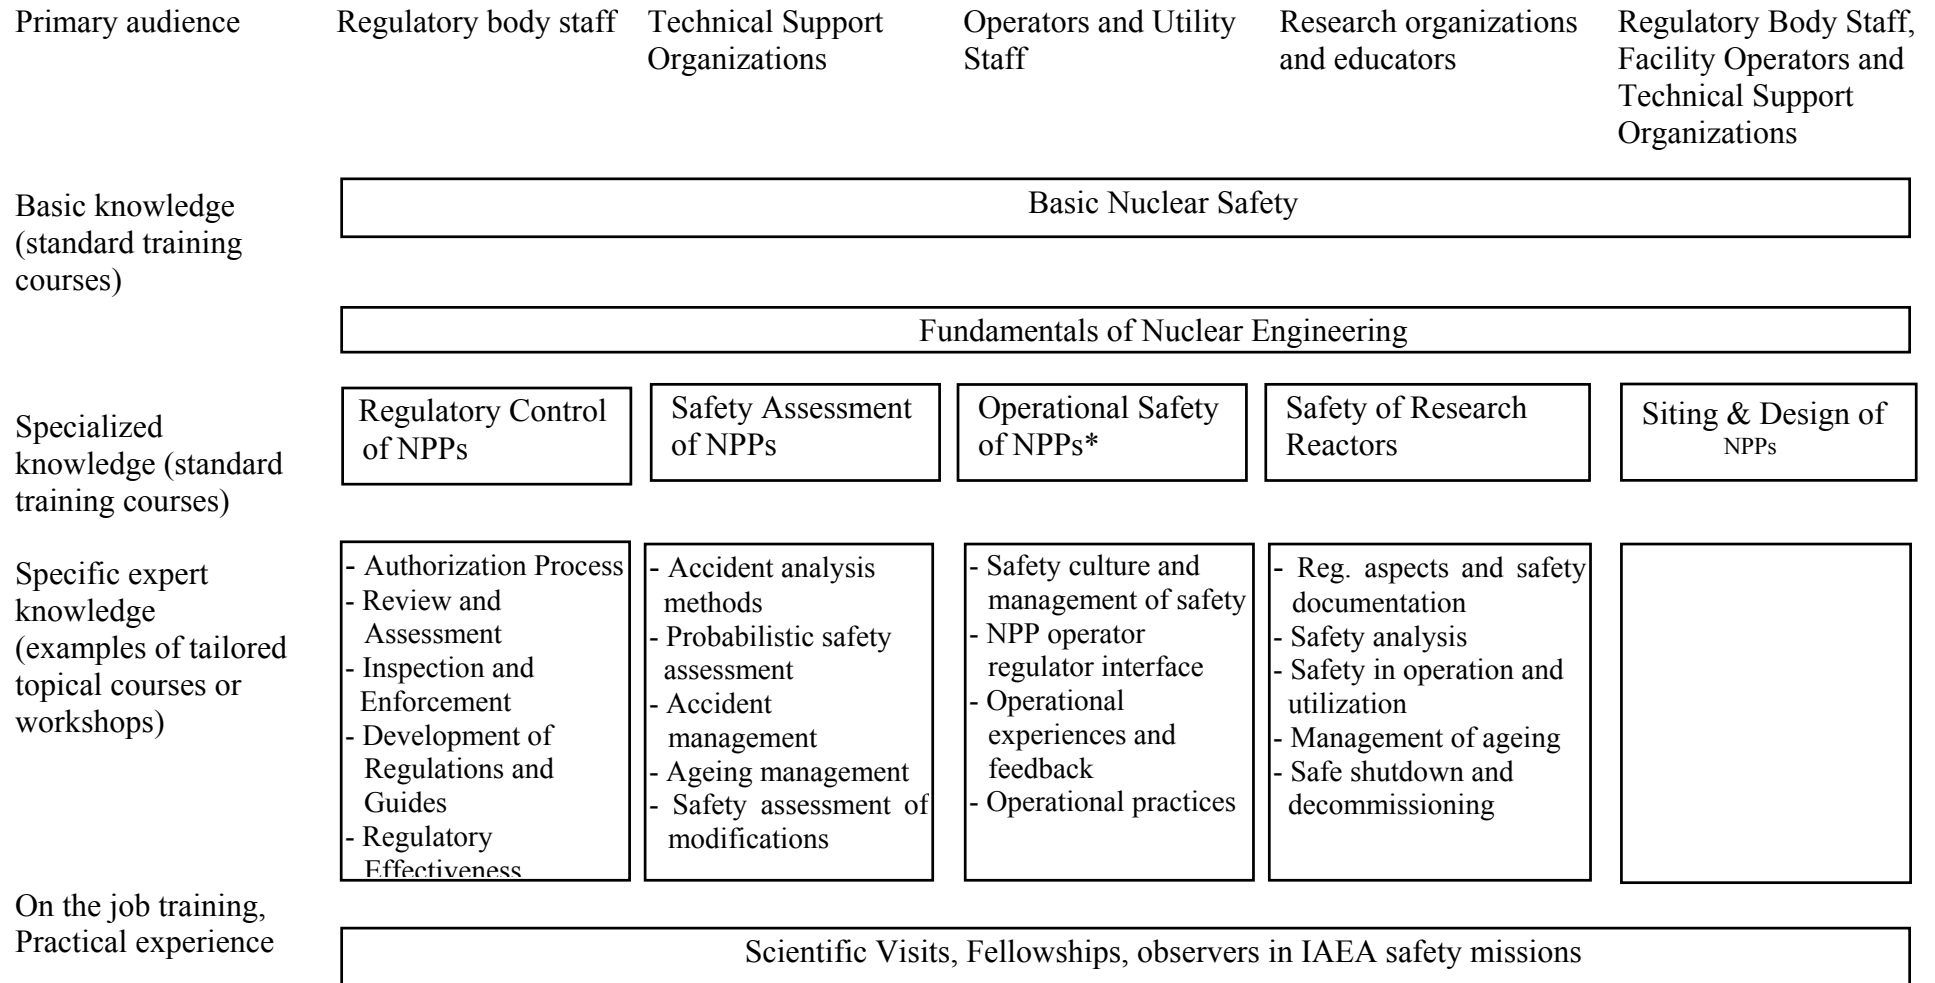 Primary audience
Regulatory body staff
Technical Support
Organizations
Operators and Utility
Staff
Research organizations
and educators
Regulatory Body Staff,
Facility Operators and
Technical Support
Organizations
Basic knowledge
(standard training
courses)
Basic Nuclear Safety
Fundamentals of Nuclear Engineering
Specialized
knowledge (standard
training courses)
Regulatory Control
of NPPs
Safety Assessment
of NPPs
Operational Safety
of NPPs*
Safety of Research
Reactors
Siting & Design of
NPPs
Specific expert
knowledge
(examples of tailored
topical courses or
workshops)
- Authorization Process
- Review and
Assessment
- Inspection and
Enforcement
- Development of
Regulations and
Guides
- Regulatory
Effectiveness
- Accident analysis
methods
- Probabilistic safety
assessment
- Accident
management
- Ageing management
- Safety assessment of
modifications
- Safety culture and
management of safety
- NPP operator
regulator interface
- Operational
experiences and
feedback
- Operational practices
- Reg. aspects and safety
documentation
- Safety analysis
- Safety in operation and
utilization
- Management of ageing
- Safe shutdown and
decommissioning
On the job training,
Practical experience
Scientific Visits, Fellowships, observers in IAEA safety missions